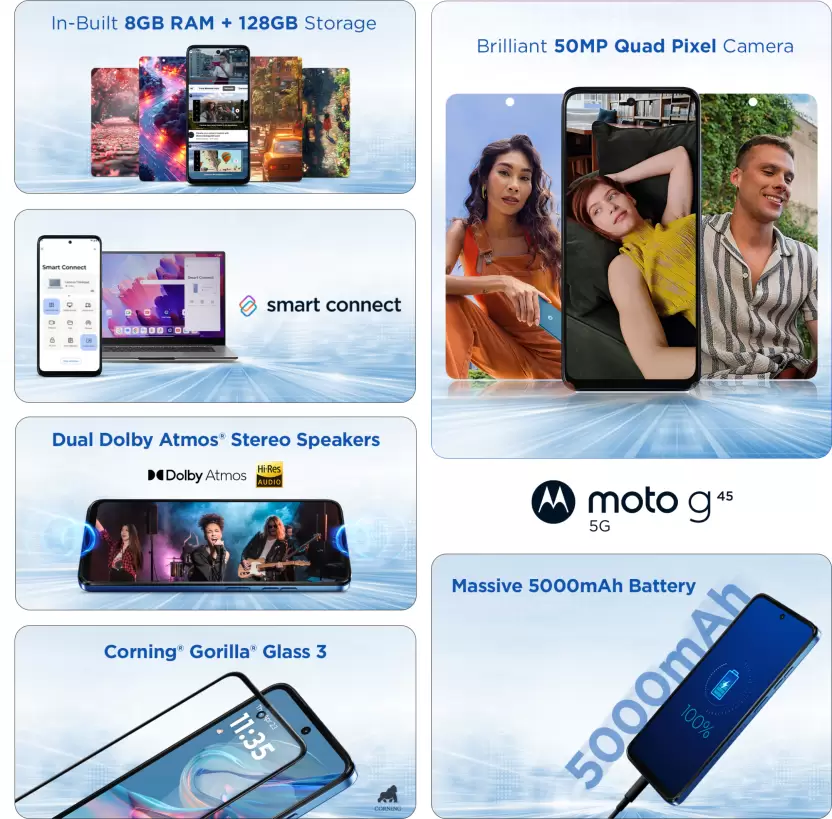 In-Built 8GB RAM + 128GB Storage
Smart Connect
smart connect
Dual Dolby Atmos® Stereo Speakers
Dolby Atmos
Hi-Res
AUDIO
Corning® Gorilla® Glass 3
11:35
CORNING
Brilliant 50MP Quad Pixel Camera
moto g 45
5G
Massive 5000mAh Battery
5000mAh
100%